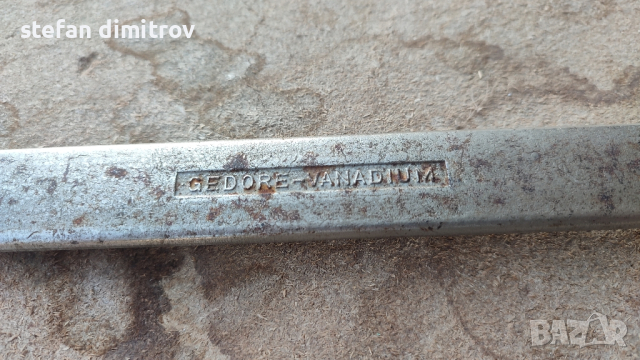 stefan dimitrov
GEDORE-VANADIUM
BAZAR